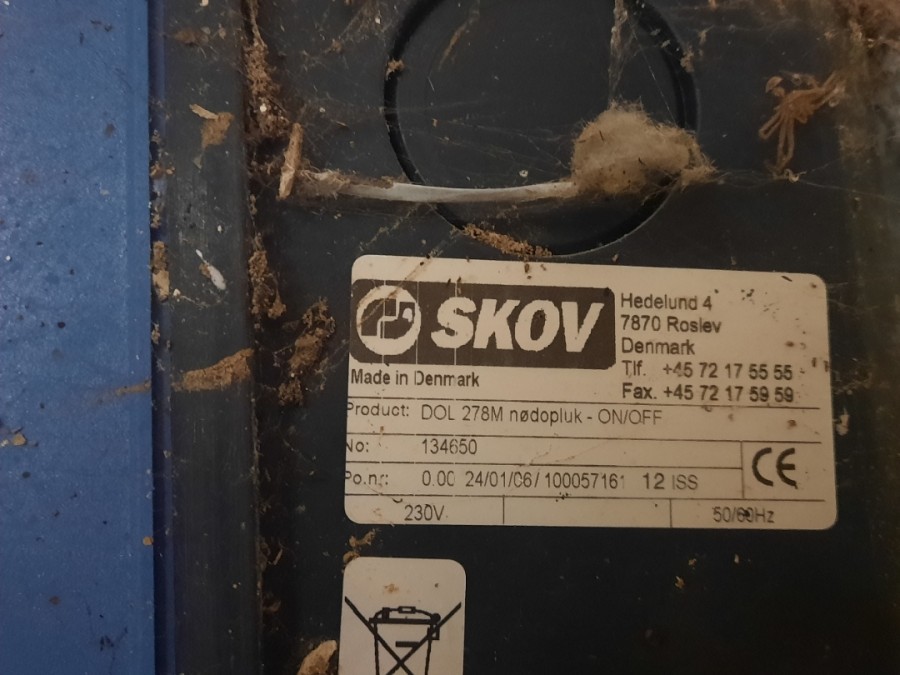 SKOV
Hedelund 4
7870 Roslev
Denmark
Tlf. +45 72 17 55 55
Fax. +45 72 17 59 59
Made in Denmark
Product: DOL 278M nødopluk - ON/OFF
No: 134650
Po.nr: 0.00 24/01/06/100057161 12 ISS
CE
230V 50/60Hz